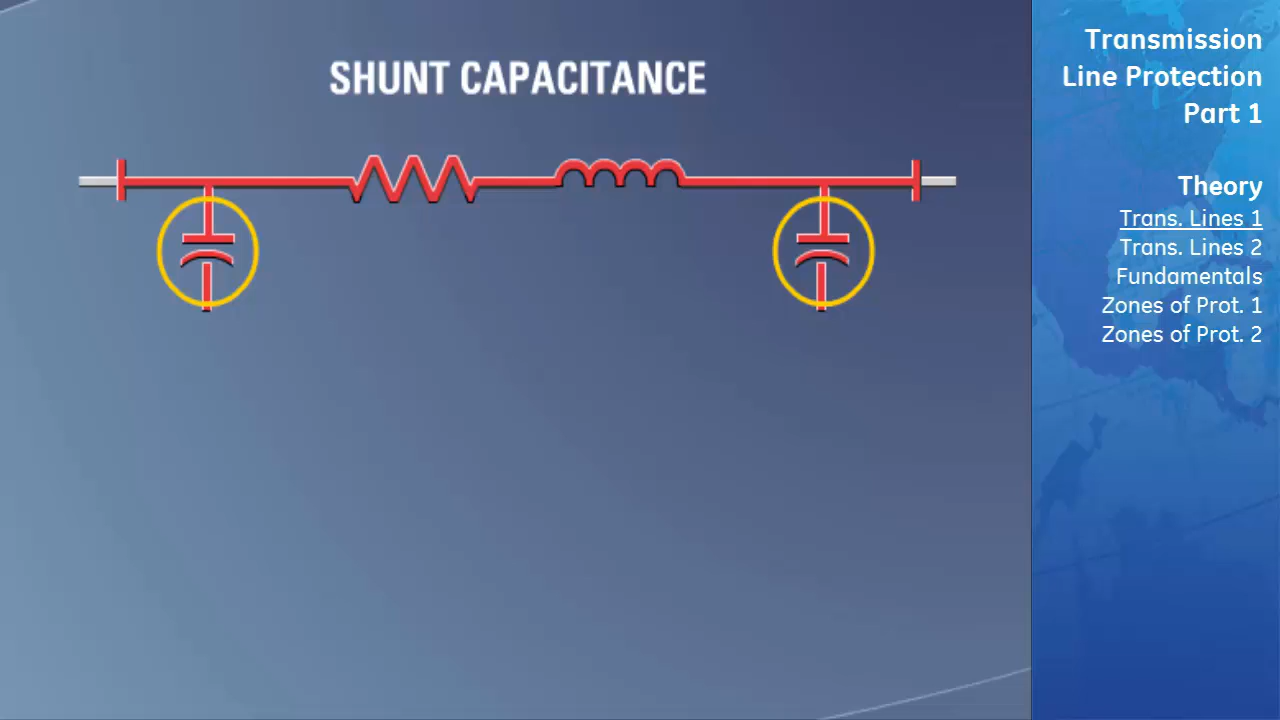 SHUNT CAPACITANCE
Transmission
Line Protection
Part 1
Theory
Trans. Lines 1
Trans. Lines 2
Fundamentals
Zones of Prot. 1
Zones of Prot. 2